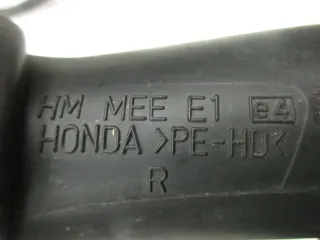 HM MEE E1 e4
HONDA >PE-HD<
R